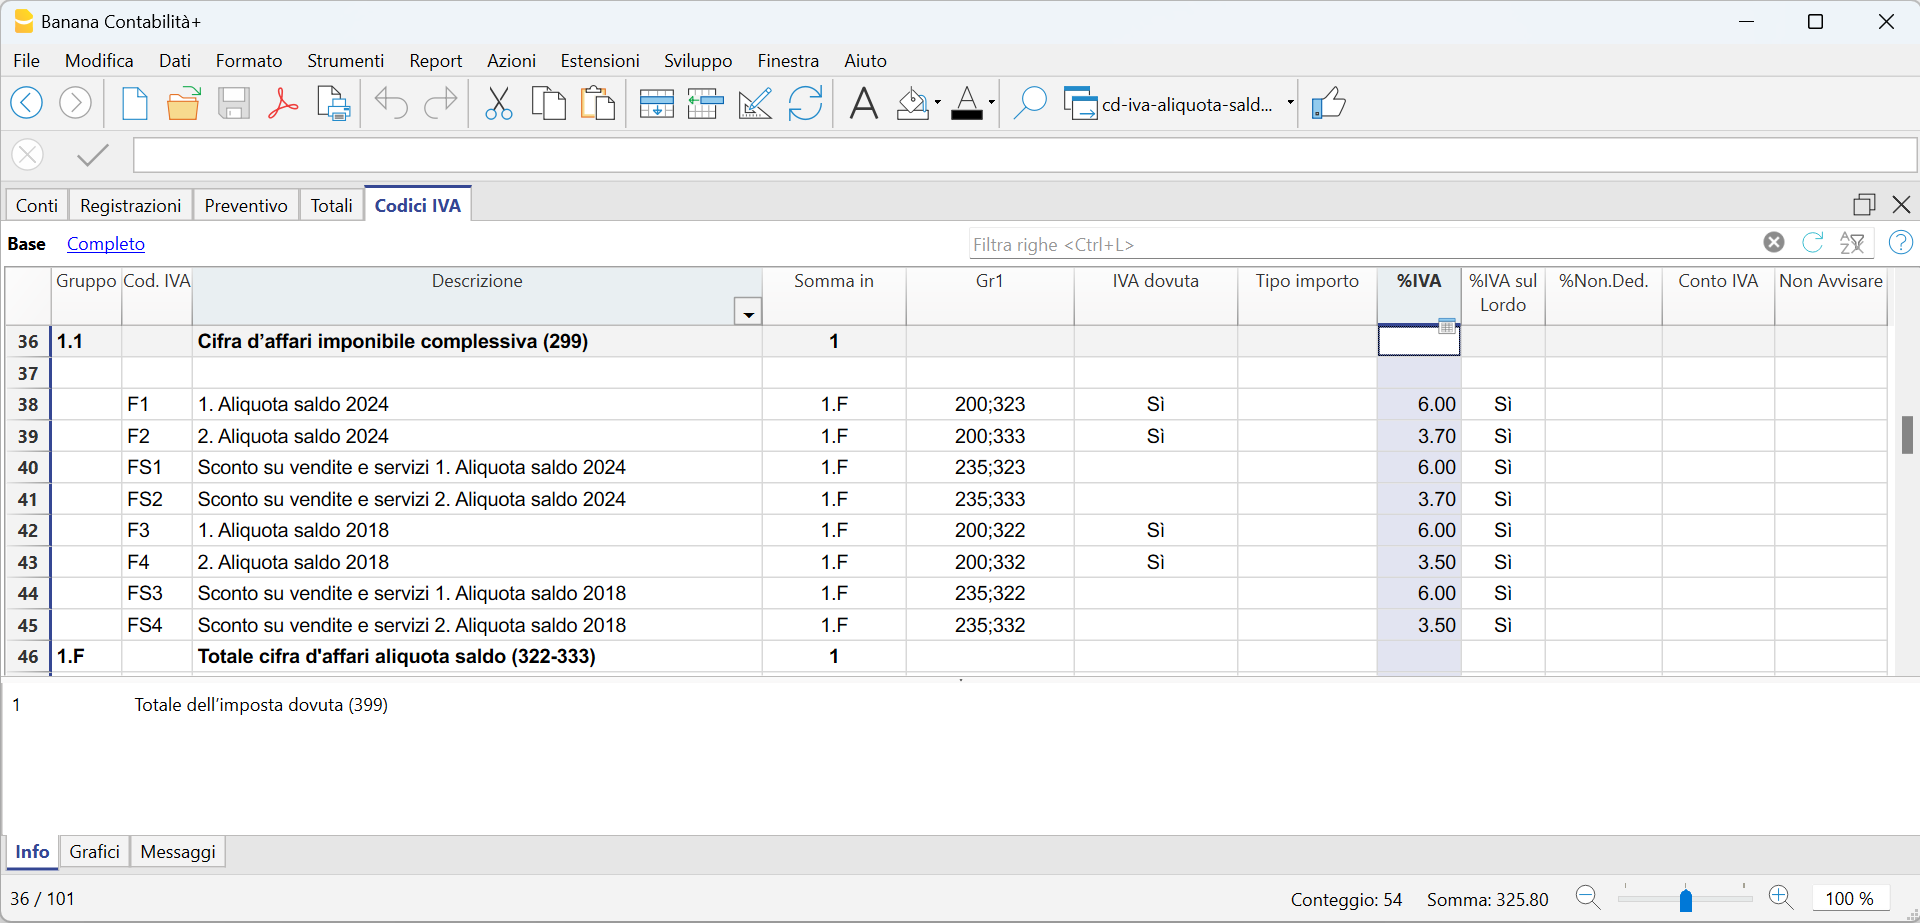 Banana Contabilità+
File Modifica Dati Formato Strumenti Report Azioni Estensioni Sviluppo Finestra Aiuto
cd-iva-aliquota-sald...
Conti Registrazioni Preventivo Totali Codici IVA
Base Completo Filtra righe <Ctrl+L>
Gruppo Cod. IVA Descrizione Somma in Gr1 IVA dovuta Tipo importo %IVA %IVA sul Lordo %Non.Ded. Conto IVA Non Avvisare
36 1.1 Cifra d’affari imponibile complessiva (299) 1
37
38 F1 1. Aliquota saldo 2024 1.F 200;323 Sì 6.00 Sì
39 F2 2. Aliquota saldo 2024 1.F 200;333 Sì 3.70 Sì
40 FS1 Sconto su vendite e servizi 1. Aliquota saldo 2024 1.F 235;323 6.00 Sì
41 FS2 Sconto su vendite e servizi 2. Aliquota saldo 2024 1.F 235;333 3.70 Sì
42 F3 1. Aliquota saldo 2018 1.F 200;322 Sì 6.00 Sì
43 F4 2. Aliquota saldo 2018 1.F 200;332 Sì 3.50 Sì
44 FS3 Sconto su vendite e servizi 1. Aliquota saldo 2018 1.F 235;322 6.00 Sì
45 FS4 Sconto su vendite e servizi 2. Aliquota saldo 2018 1.F 235;332 3.50 Sì
46 1.F Totale cifra d'affari aliquota saldo (322-333) 1
1 Totale dell’imposta dovuta (399)
Info Grafici Messaggi
36 / 101 Conteggio: 54 Somma: 325.80 100 %